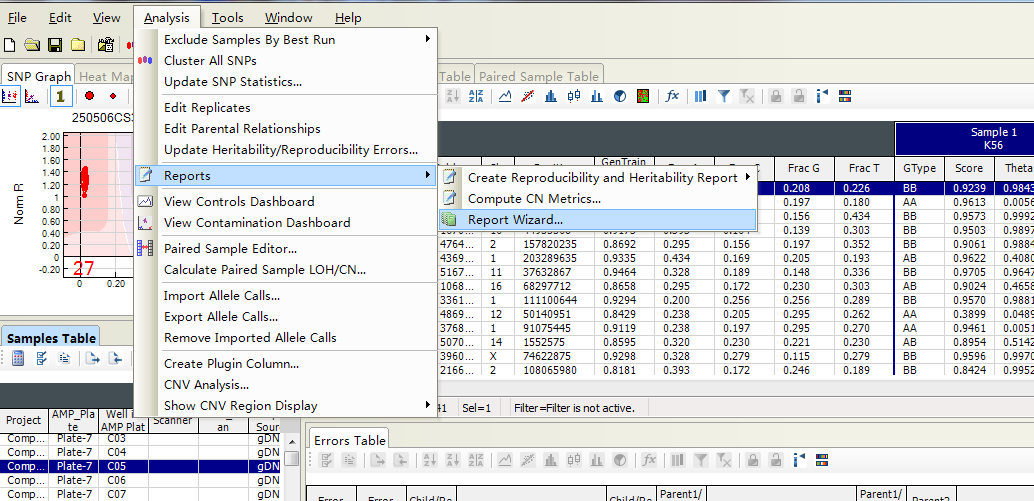 File Edit View Analysis Tools Window Help
Exclude Samples By Best Run
Cluster All SNPs
Update SNP Statistics...
Edit Replicates
Edit Parental Relationships
Update Heritability/Reproducibility Errors...
Reports
View Controls Dashboard
View Contamination Dashboard
Paired Sample Editor...
Calculate Paired Sample LOH/CN...
Import Allele Calls...
Export Allele Calls...
Remove Imported Allele Calls
Create Plugin Column...
CNV Analysis...
Show CNV Region Display
Create Reproducibility and Heritability Report
Compute CN Metrics...
Report Wizard...
SNP Graph Heat Map Table Paired Sample Table
1
250506CS3
Norm R
2.00
1.80
1.60
1.40
1.20
1
0.80
0.60
0.40
0.20
0
-0.20
27
0 0.20
Sample 1
K56
GenTrain
Frac G Frac T GType Score Theta
0.208 0.226 BB 0.9239 0.9843
0.197 0.180 AA 0.9613 0.0056
0.156 0.434 BB 0.9573 0.9992
0.139 0.303 BB 0.9503 0.9897
4764... 2 157820235 0.8692 0.295 0.156 0.197 0.352 BB 0.9061 0.9884
4369... 1 203289635 0.9335 0.434 0.169 0.205 0.193 AB 0.9622 0.4080
5167... 11 37632867 0.9464 0.328 0.189 0.148 0.336 BB 0.9705 0.9647
1068... 16 68297712 0.8658 0.295 0.172 0.230 0.303 AB 0.9024 0.4658
3361... 1 111100644 0.9294 0.200 0.256 0.256 0.289 BB 0.9570 0.9881
4869... 12 50140951 0.8429 0.238 0.205 0.295 0.262 AA 0.3899 0.0489
3768... 1 91075445 0.9119 0.238 0.197 0.295 0.270 AA 0.9461 0.0051
5070... 14 1552575 0.8595 0.320 0.230 0.221 0.230 AB 0.8954 0.5142
3960... X 74622875 0.9298 0.328 0.279 0.115 0.279 BB 0.9596 0.9970
2166... 2 108065980 0.8181 0.393 0.172 0.246 0.189 BB 0.8424 0.9952
41 Sel=1 Filter=Filter is not active.
Samples Table
Project AMP_Plate Well i AMP Plat Scanner an Sour
Comp... Plate-7 C03 gDN
Comp... Plate-7 C04 gDN
Comp... Plate-7 C05 gDN
Comp... Plate-7 C06 gDN
Comp... Plate-7 C07 gDN
Errors Table
Error Error Child/Re Child/Re Parent1/ Parent1/ Parent2